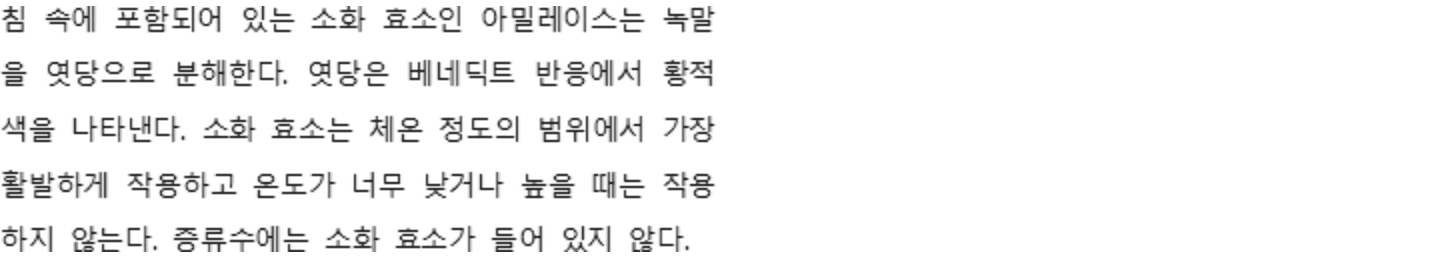 침 속에 포함되어 있는 소화 효소인 아밀레이스는 녹말
을 엿당으로 분해한다. 엿당은 베네딕트 반응에서 황적
색을 나타낸다. 소화 효소는 체온 정도의 범위에서 가장
활발하게 작용하고 온도가 너무 낮거나 높을 때는 작용
하지 않는다. 증류수에는 소화 효소가 들어 있지 않다.